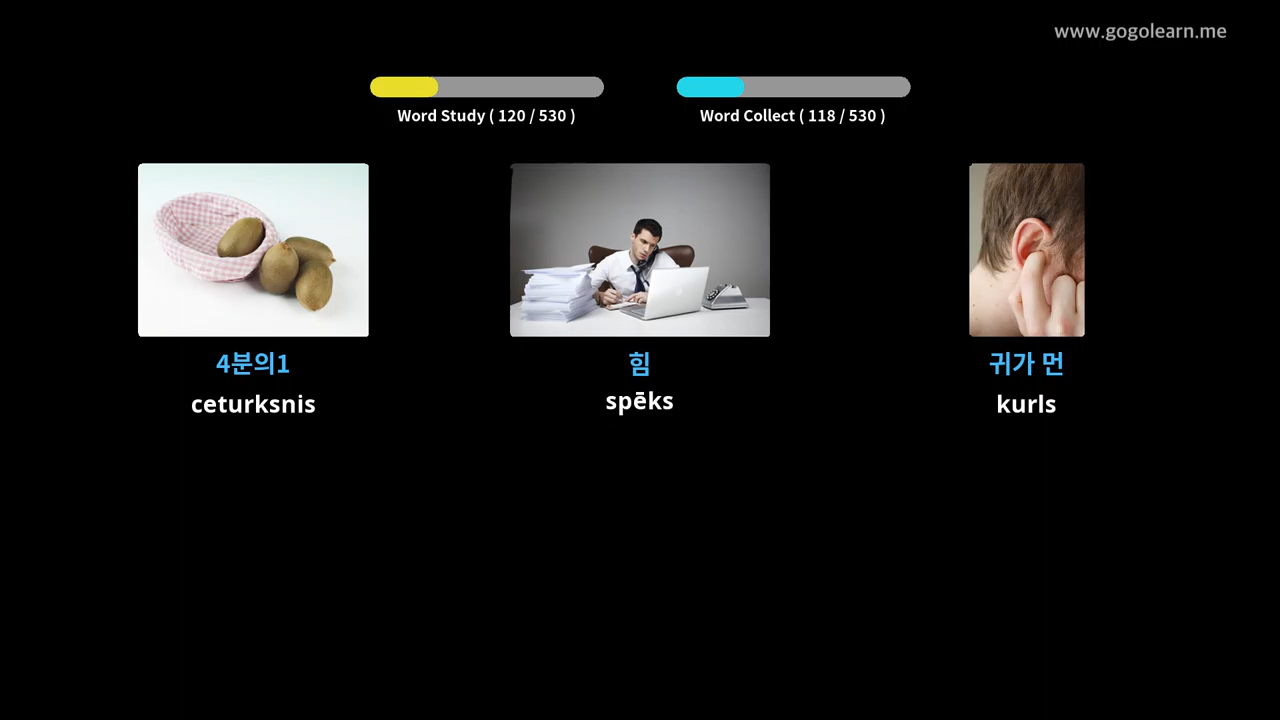 www.gogolearn.me
Word Study ( 120 / 530 )
Word Collect ( 118 / 530 )
4분의1
힘
귀가 먼
ceturksnis
spēks
kurls